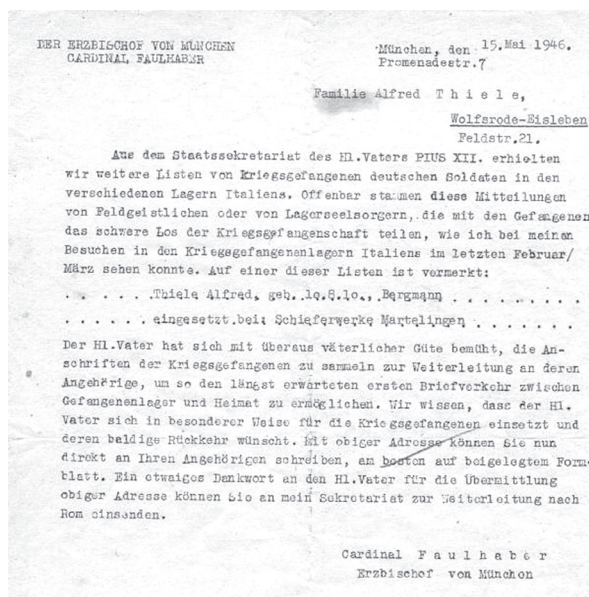 DER ERZBISCHOF VON MÜNCHEN
CARDINAL FAULHABER
München, den 15.Mai 1946.
Promenadestr.7
Familie Alfred T h i e l e,
Wolfsrode-Eisleben
Feldstr.21.
Aus dem Staatssekretariat des Hl.Vaters PIUS XII. erhielten
wir weitere Listen von Kriegsgefangenen deutschen Soldaten in den
verschiedenen Lagern Italiens. Offenbar stammen diese Mitteilungen
von Feldgeistlichen oder von Lagerseelsorgern, die mit den Gefangenen
das schwere Los der Kriegsgefangenschaft teilen, wie ich bei meinen
Besuchen in den Kriegsgefangenenlagern Italiens im letzten Februar/
März sehen konnte. Auf einer dieser Listen ist vermerkt:
. . . . . .Thiele Alfred, geb. 1o.8.1o., Bergmann . . . . . . . . .
. . . . . . eingesetzt bei: Schieferwerke Martelingen . . . . . . .
Der Hl.Vater hat sich mit überaus väterlicher Güte bemüht, die An-
schriften der Kriegsgefangenen zu sammeln zur Weiterleitung an deren
Angehörige, um so den längst erwarteten ersten Briefverkehr zwischen
Gefangenenlager und Heimat zu ermöglichen. Wir wissen, dass der Hl.
Vater sich in besonderer Weise für die Kriegsgefangenen einsetzt und
deren baldige Rückkehr wünscht. Mit obiger Adresse können Sie nun
direkt an Ihren Angehörigen schreiben, am besten auf beigelegtem Form-
blatt. Ein etwaiges Dankwort an den Hl.Vater für die Übermittlung
obiger Adresse können Sie an mein Sekretariat zur Weiterleitung nach
Rom einsenden.
Cardinal F a u l h a b e r
Erzbischof von München